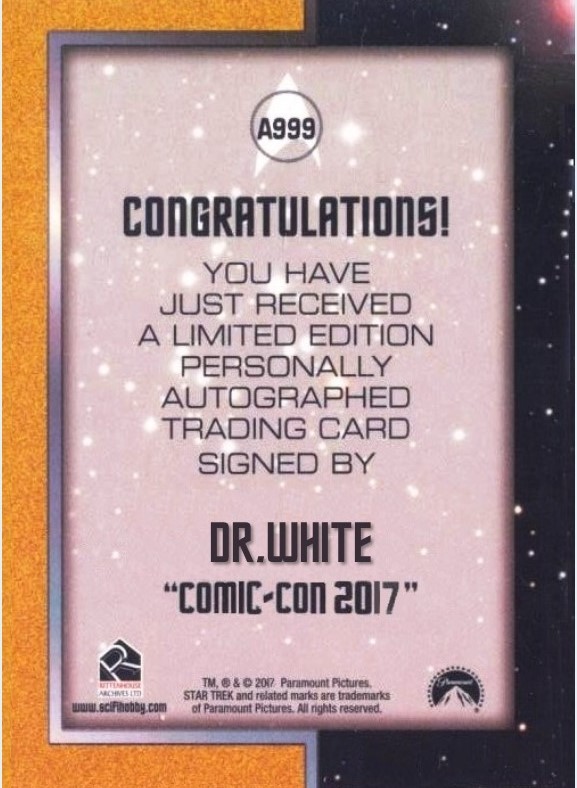 A999
CONGRATULATIONS!
YOU HAVE
JUST RECEIVED
A LIMITED EDITION
PERSONALLY
AUTOGRAPHED
TRADING CARD
SIGNED BY
DR.WHITE
“COMIC-CON 2017”
RITTENHOUSE
ARCHIVES LTD
www.scifihobby.com
TM, ® & © 2017 Paramount Pictures.
STAR TREK and related marks are trademarks
of Paramount Pictures. All rights reserved.
Paramount